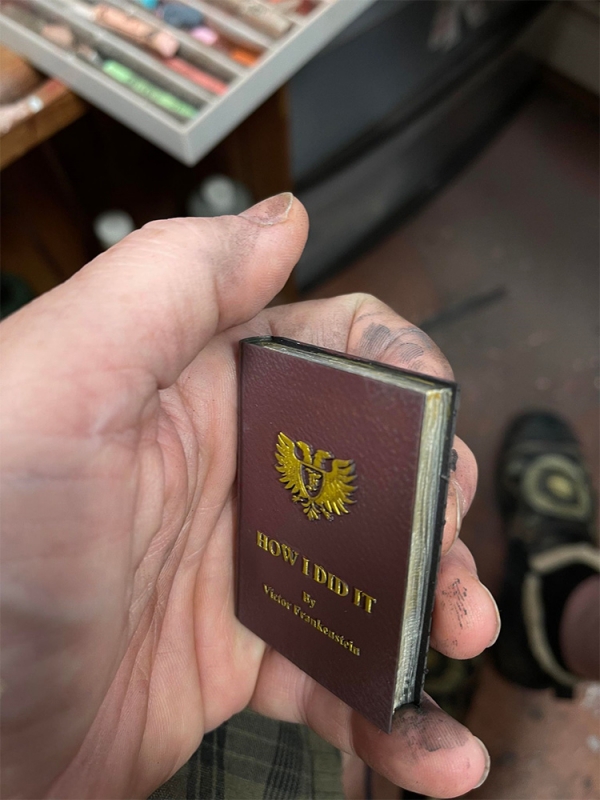 HOW I DID IT
By
Victor Frankenstein